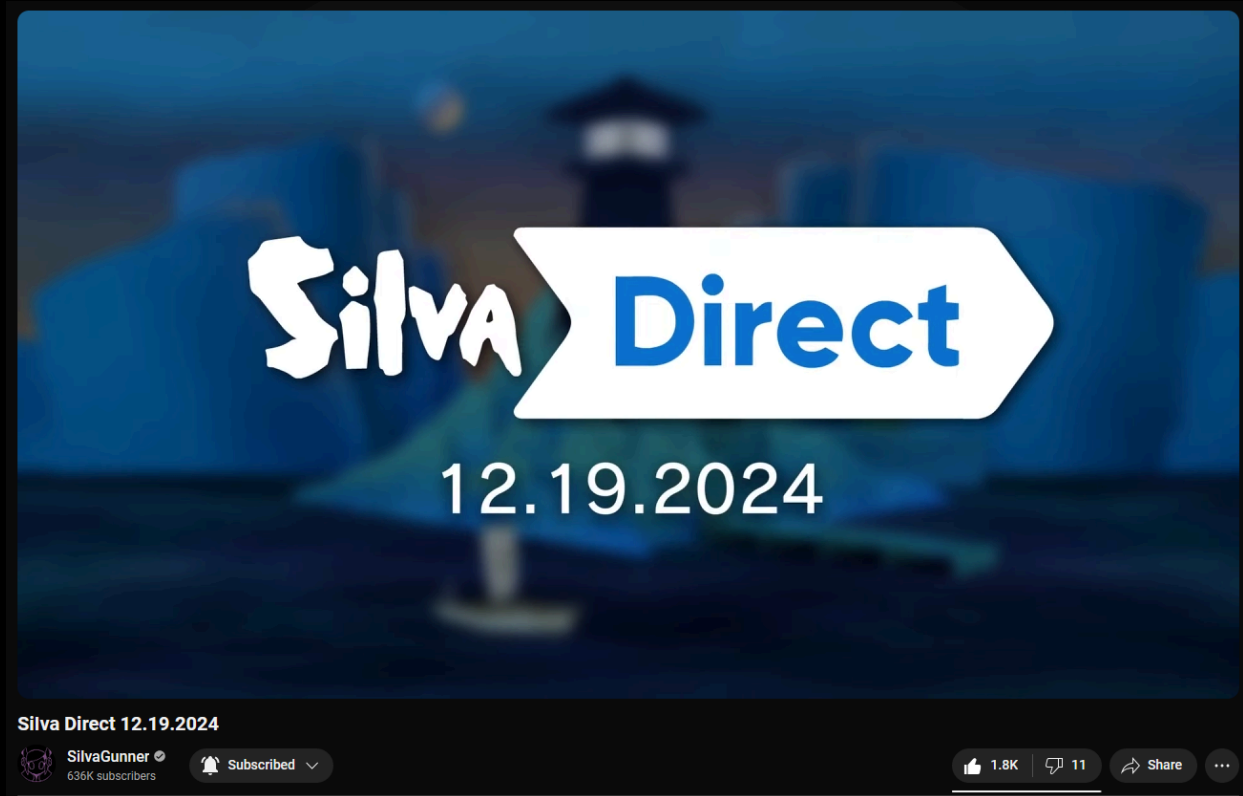 Silva Direct
12.19.2024
Silva Direct 12.19.2024
SilvaGunner
636K subscribers
Subscribed
1.8K
11
Share